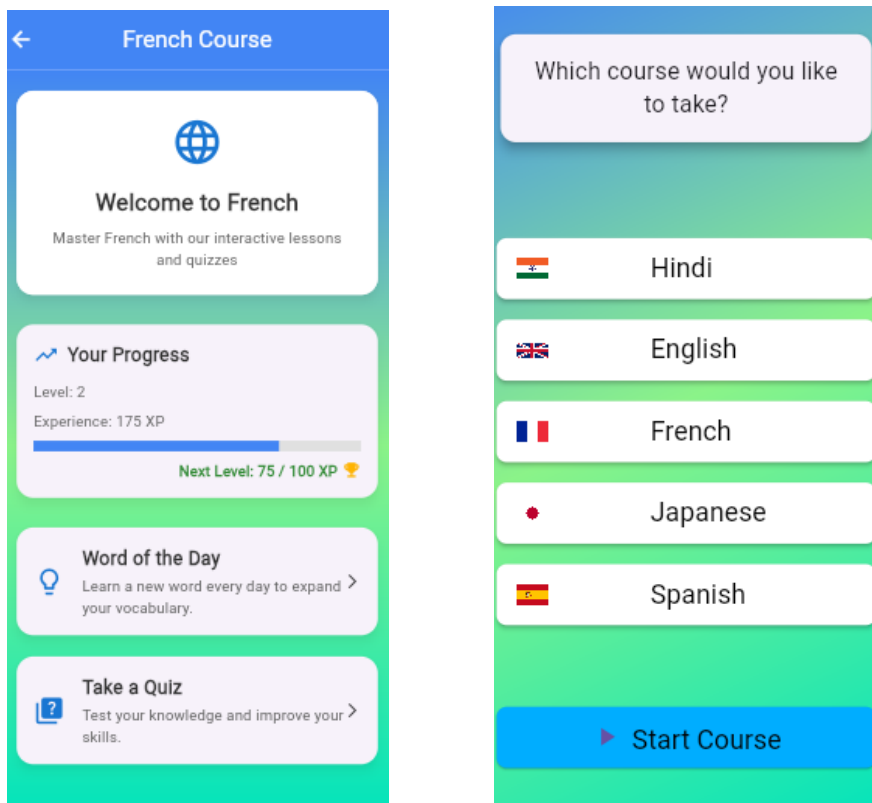 French Course
Welcome to French
Master French with our interactive lessons
and quizzes
Your Progress
Level: 2
Experience: 175 XP
Next Level: 75 / 100 XP
Word of the Day
Learn a new word every day to expand
your vocabulary.
Take a Quiz
Test your knowledge and improve your
skills.
Which course would you like
to take?
Hindi
English
French
Japanese
Spanish
Start Course